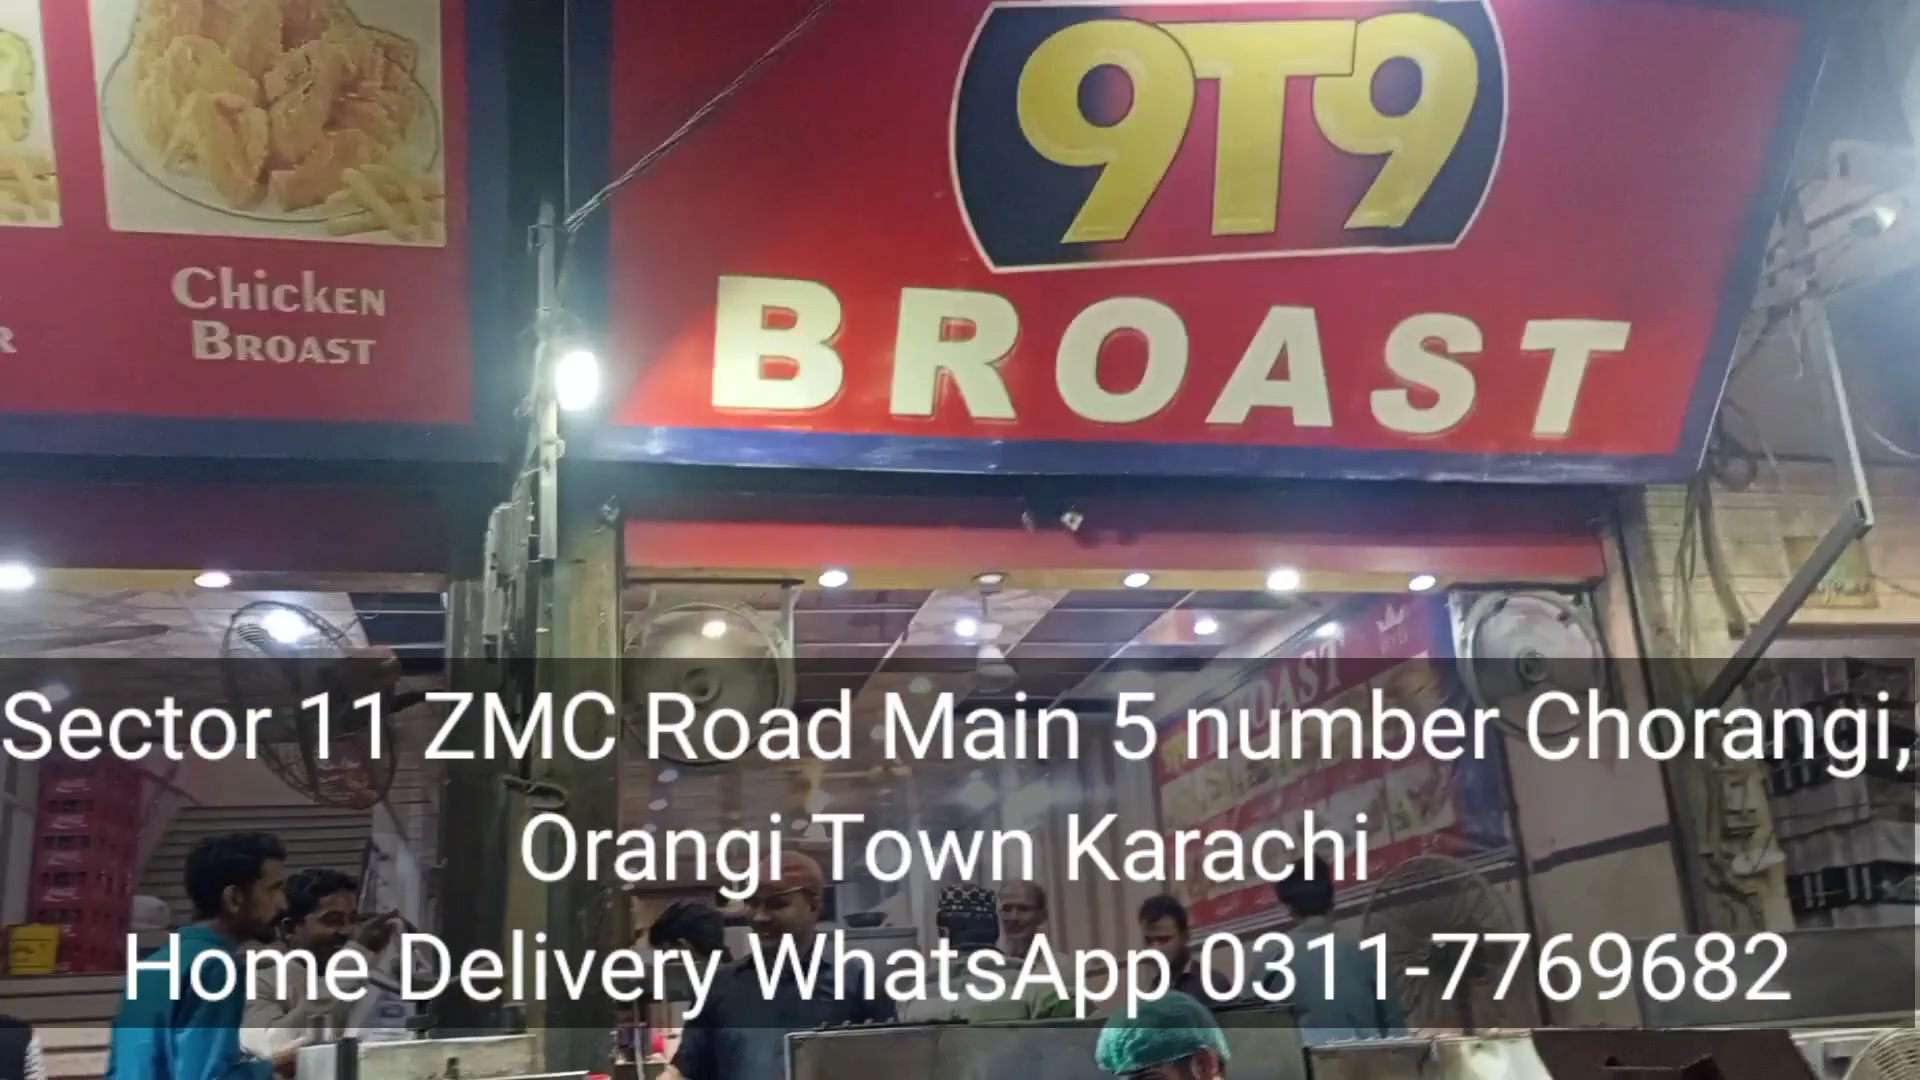 9T9
BROAST
Chicken
BROAST
R
BROAST
Sector 11 ZMC Road Main 5 number Chorangi,
Orangi Town Karachi
Home Delivery WhatsApp 0311-7769682